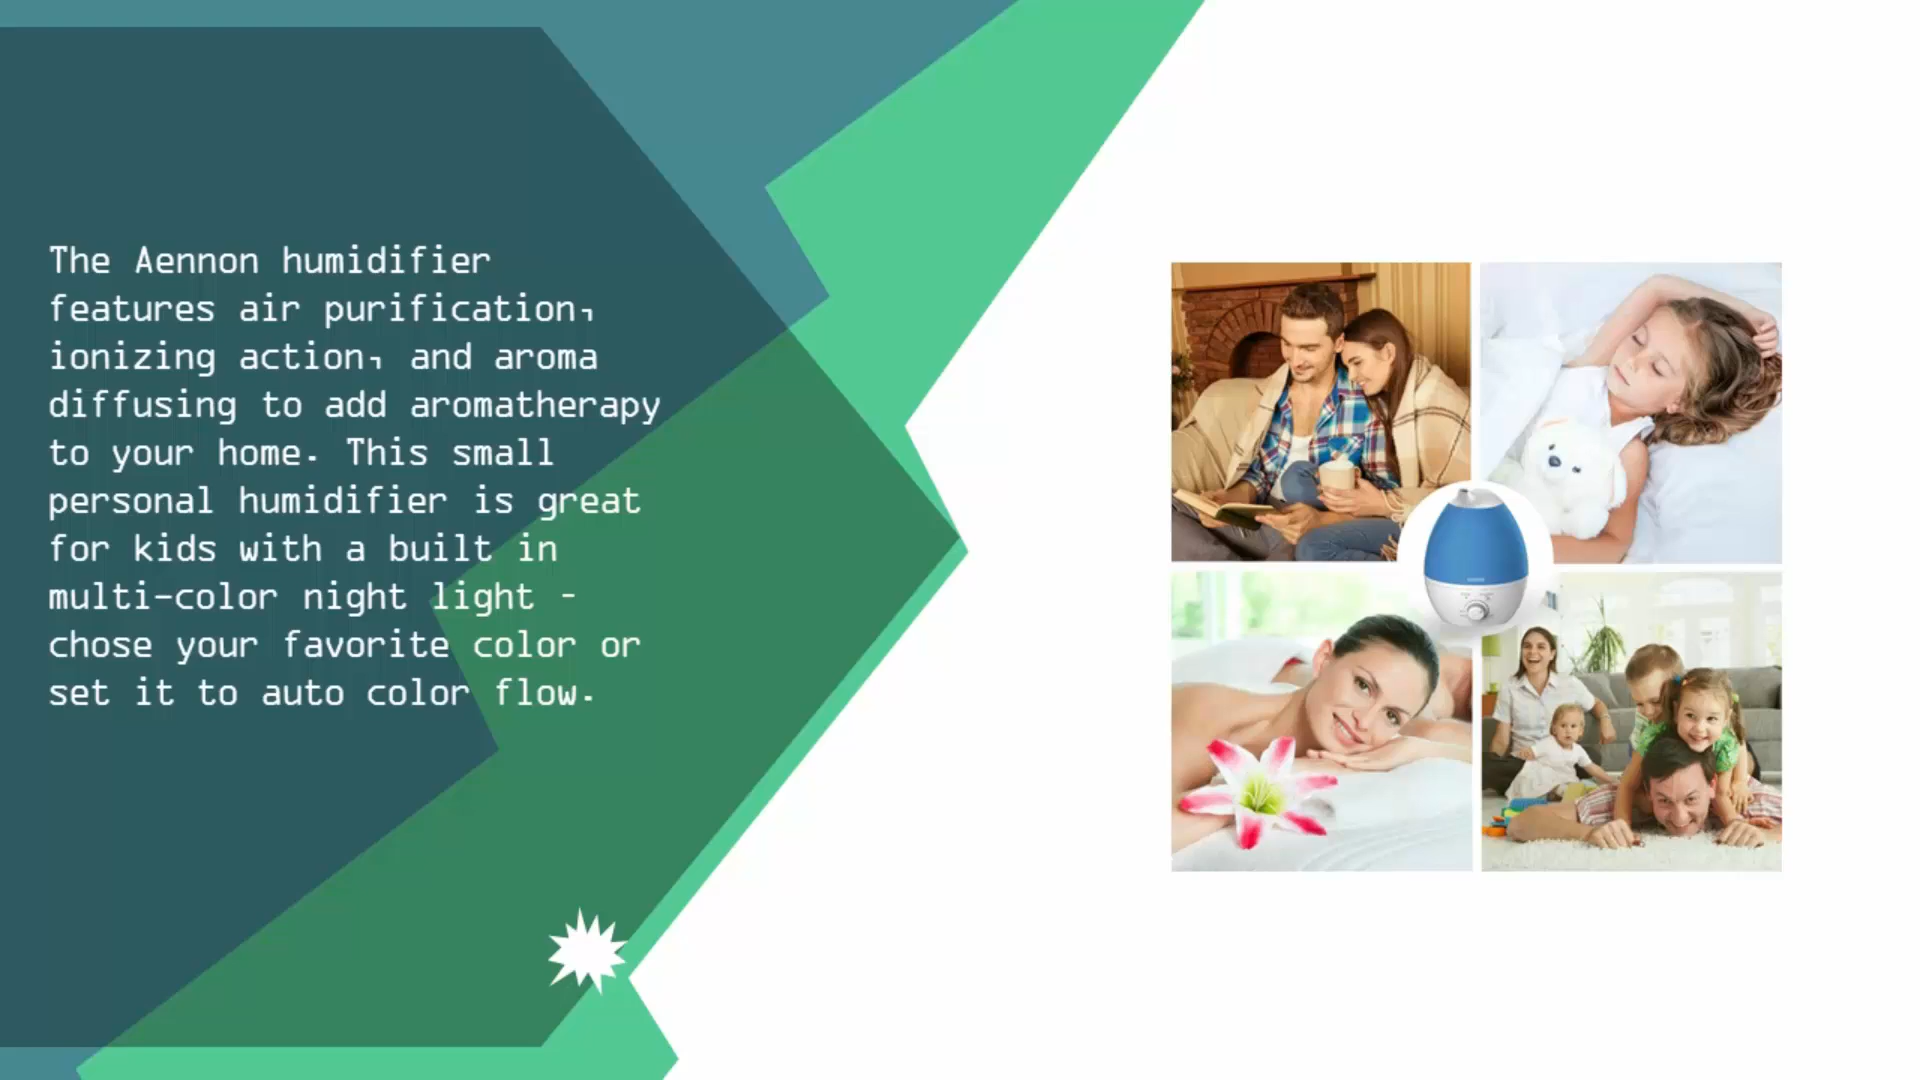 The Aennon humidifier
features air purification,
ionizing action, and aroma
diffusing to add aromatherapy
to your home. This small
personal humidifier is great
for kids with a built in
multi-color night light -
chose your favorite color or
set it to auto color flow.